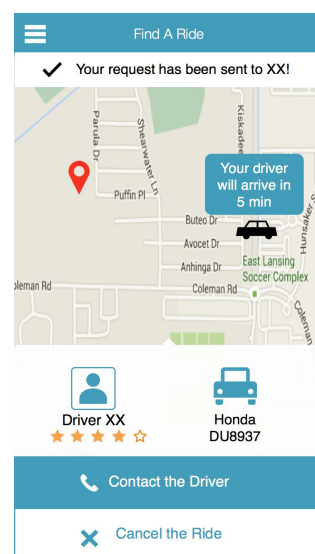 Find A Ride
Your request has been sent to XX!
Parula Dr
Shearwater Ln
Kiskadee
Your driver
will arrive in
5 min
Puffin Pl
Buteo Dr
Hunsaker S
Avocet Dr
Anhinga Dr
East Lansing
Soccer Complex
oleman Rd
Coleman Rd
Coleman
Driver XX
Honda
DU8937
Contact the Driver
Cancel the Ride